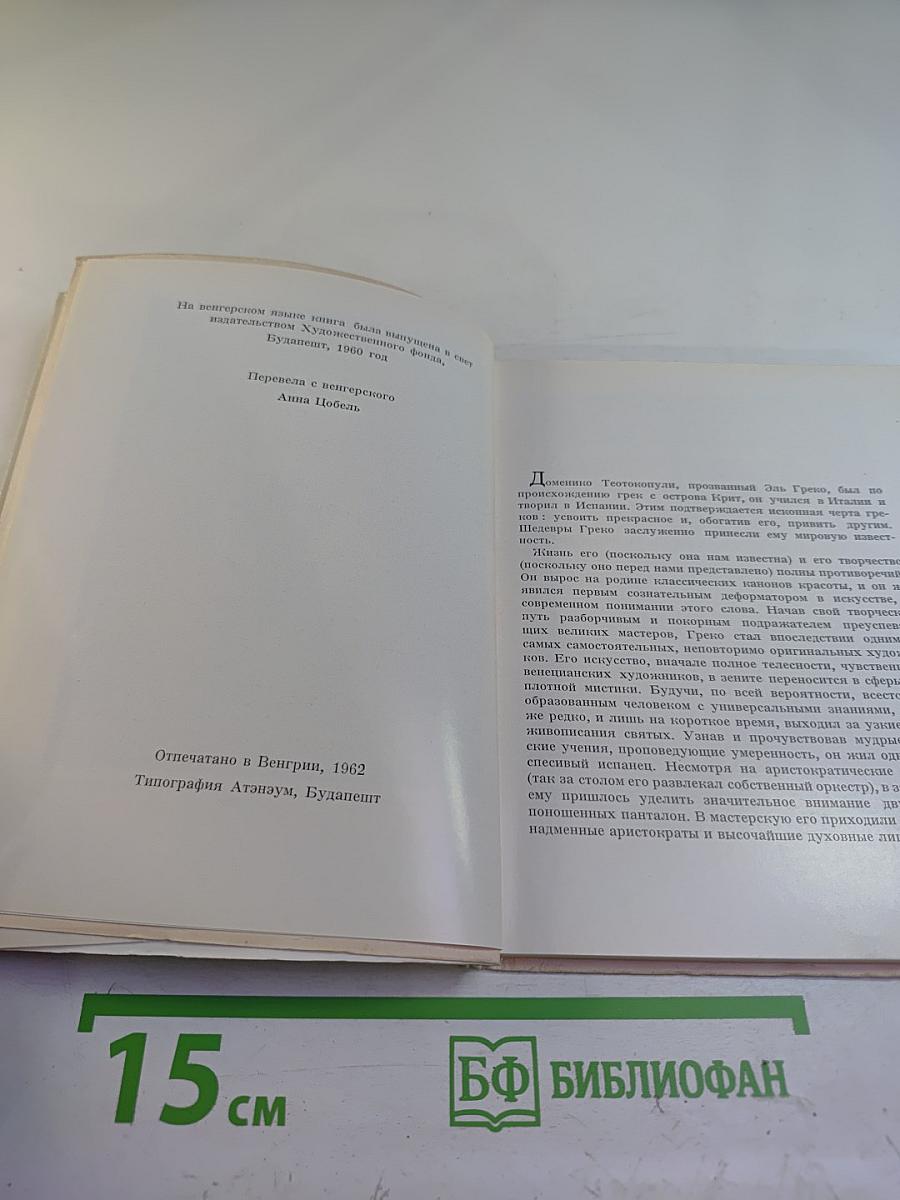 На венгерском языке книга была выпущена в свет
издательством Художественного фонда,
Будапешт, 1960 год
Перевела с венгерского
Анна Цобель
Отпечатано в Венгрии, 1962
Типография Атэнэум, Будапешт
Доменико Теотокопули, прозванный Эль Греко, был по
происхождению грек с острова Крит, он учился в Италии и
творил в Испании. Этим подтверждается исконная черта гре-
ков: усвоить прекрасное и, обогатив его, привить другим.
Шедевры Греко заслуженно принесли ему мировую извест-
ность.
Жизнь его (поскольку она нам известна) и его творчество
(поскольку оно перед нами представлено) полны противоречий
Он вырос на родине классических канонов красоты, и он ж
явился первым сознательным деформатором в искусстве,
современном понимании этого слова. Начав свой творческ
путь разборчивым и покорным подражателем преуспев
щих великих мастеров, Греко стал впоследствии одним
самых самостоятельных, неповторимо оригинальных худож
ков. Его искусство, вначале полное телесности, чувствен
венецианских художников, в зените переносится в сферы
плотной мистики. Будучи, по всей вероятности, всесто
образованным человеком с универсальными знаниями,
же редко, и лишь на короткое время, выходил за узкие
живописания святых. Узнав и прочувствовав мудры
ские учения, проповедующие умеренность, он жил
спесивый испанец. Несмотря на аристократические
(так за столом его развлекал собственный оркестр), в
ему пришлось уделить значительное внимание дву
поношенных панталон. В мастерскую его приходили
надменные аристократы и высочайшие духовные лиц
15 см
БФ БИБЛИОФАН